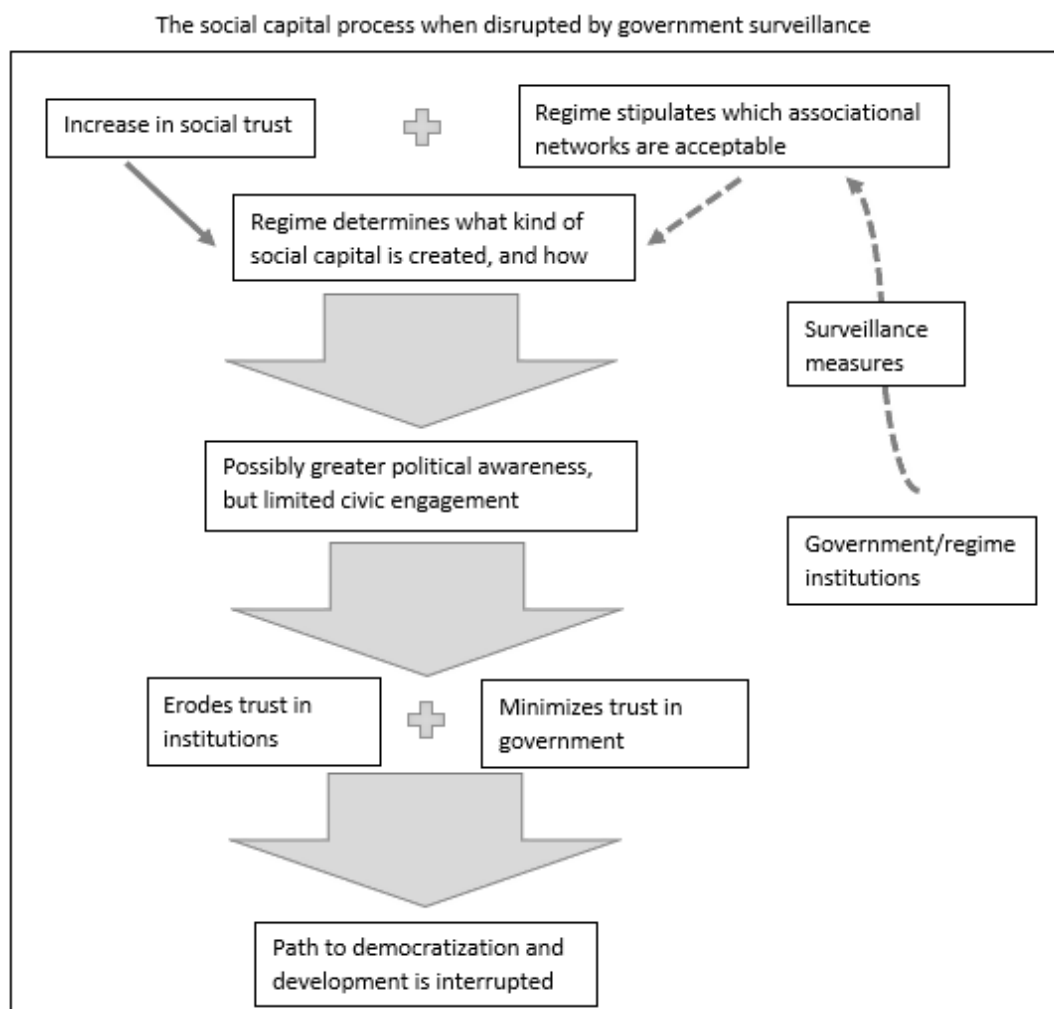 The social capital process when disrupted by government surveillance
Increase in social trust
Regime stipulates which associational
networks are acceptable
Regime determines what kind of
social capital is created, and how
Surveillance
measures
Possibly greater political awareness,
but limited civic engagement
Government/regime
institutions
Erodes trust in
institutions
Minimizes trust in
government
Path to democratization and
development is interrupted